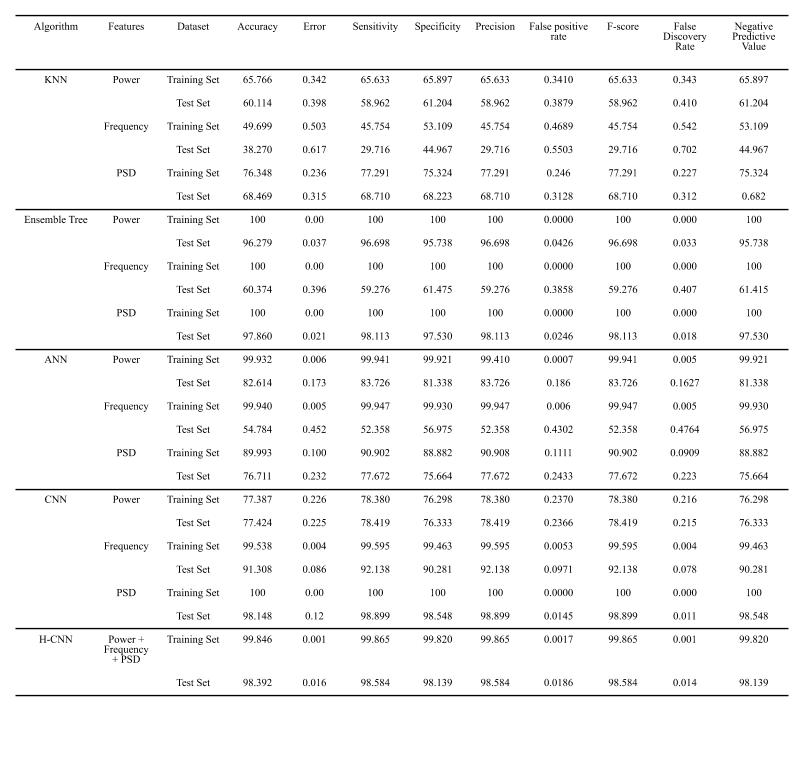 Algorithm Features Dataset Accuracy Error Sensitivity Specificity Precision False positive rate F-score False Discovery Rate Negative Predictive Value
KNN Power Training Set 65.766 0.342 65.633 65.897 65.633 0.3410 65.633 0.343 65.897
Test Set 60.114 0.398 58.962 61.204 58.962 0.3879 58.962 0.410 61.204
Frequency Training Set 49.699 0.503 45.754 53.109 45.754 0.4689 45.754 0.542 53.109
Test Set 38.270 0.617 29.716 44.967 29.716 0.5503 29.716 0.702 44.967
PSD Training Set 76.348 0.236 77.291 75.324 77.291 0.246 77.291 0.227 75.324
Test Set 68.469 0.315 68.710 68.223 68.710 0.3128 68.710 0.312 0.682
Ensemble Tree Power Training Set 100 0.00 100 100 100 0.0000 100 0.000 100
Test Set 96.279 0.037 96.698 95.738 96.698 0.0426 96.698 0.033 95.738
Frequency Training Set 100 0.00 100 100 100 0.0000 100 0.000 100
Test Set 60.374 0.396 59.276 61.475 59.276 0.3858 59.276 0.407 61.415
PSD Training Set 100 0.00 100 100 100 0.0000 100 0.000 100
Test Set 97.860 0.021 98.113 97.530 98.113 0.0246 98.113 0.018 97.530
ANN Power Training Set 99.932 0.006 99.941 99.921 99.410 0.0007 99.941 0.005 99.921
Test Set 82.614 0.173 83.726 81.338 83.726 0.186 83.726 0.1627 81.338
Frequency Training Set 99.940 0.005 99.947 99.930 99.947 0.006 99.947 0.005 99.930
Test Set 54.784 0.452 52.358 56.975 52.358 0.4302 52.358 0.4764 56.975
PSD Training Set 89.993 0.100 90.902 88.882 90.908 0.1111 90.902 0.0909 88.882
Test Set 76.711 0.232 77.672 75.664 77.672 0.2433 77.672 0.223 75.664
CNN Power Training Set 77.387 0.226 78.380 76.298 78.380 0.2370 78.380 0.216 76.298
Test Set 77.424 0.225 78.419 76.333 78.419 0.2366 78.419 0.215 76.333
Frequency Training Set 99.538 0.004 99.595 99.463 99.595 0.0053 99.595 0.004 99.463
Test Set 91.308 0.086 92.138 90.281 92.138 0.0971 92.138 0.078 90.281
PSD Training Set 100 0.00 100 100 100 0.0000 100 0.000 100
Test Set 98.148 0.12 98.899 98.548 98.899 0.0145 98.899 0.011 98.548
H-CNN Power + Frequency + PSD Training Set 99.846 0.001 99.865 99.820 99.865 0.0017 99.865 0.001 99.820
Test Set 98.392 0.016 98.584 98.139 98.584 0.0186 98.584 0.014 98.139